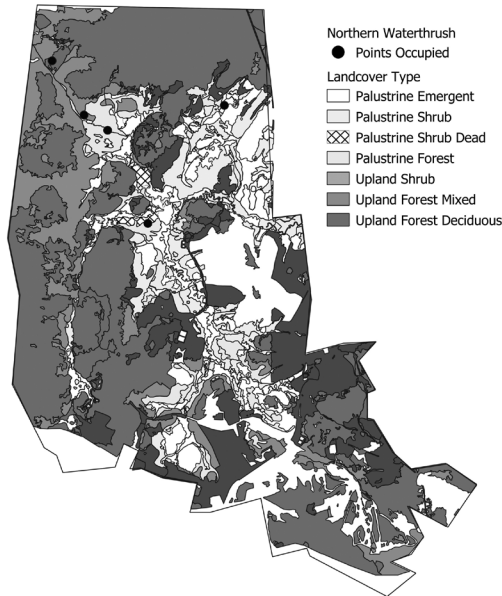 Northern Waterthrush
Points Occupied
Landcover Type
Palustrine Emergent
Palustrine Shrub
Palustrine Shrub Dead
Palustrine Forest
Upland Shrub
Upland Forest Mixed
Upland Forest Deciduous